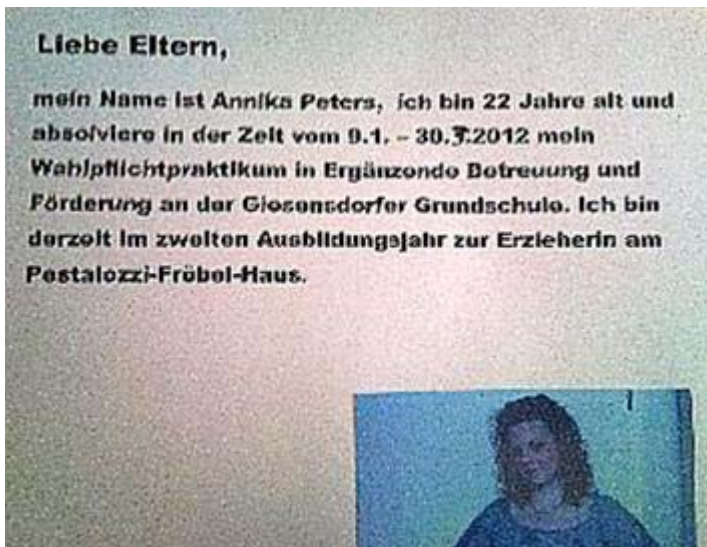 Liebe Eltern,
mein Name ist Annika Peters, ich bin 22 Jahre alt und
absolviere in der Zeit vom 9.1. – 30.3.2012 mein
Wahlpflichtpraktikum in Ergänzende Betreuung und
Förderung an der Giesensdorfer Grundschule. Ich bin
derzeit im zweiten Ausbildungsjahr zur Erzieherin am
Pestalozzi-Fröbel-Haus.